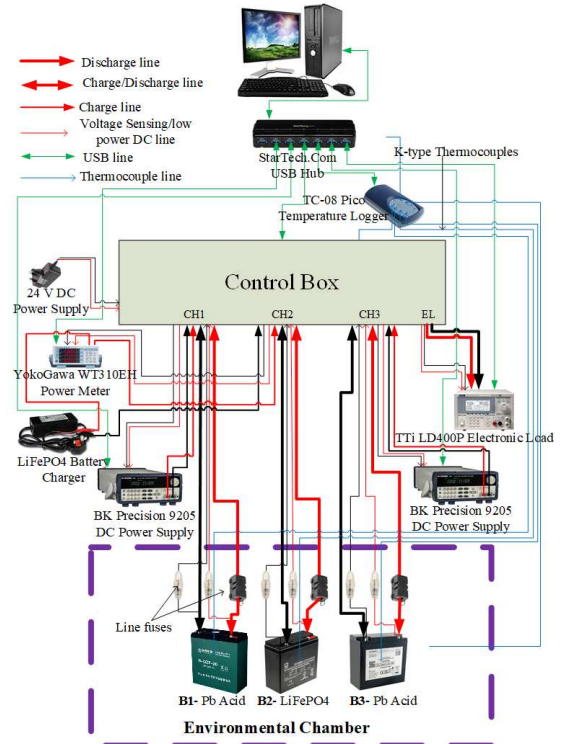 Discharge line
Charge/Discharge line
Charge line
Voltage Sensing/low
power DC line
USB line
Thermocouple line
StarTech.Com
USB Hub
K-type Thermocouples
TC-08 Pico
Temperature Logger
Control Box
24 V DC
Power Supply
CH1
CH2
CH3
EL
YokoGawa WT310EH
Power Meter
TTi LD400P Electronic Load
LiFePO4 Battery
Charger
BK Precision 9205
DC Power Supply
BK Precision 9205
DC Power Supply
Line fuses
B1- Pb Acid
B2- LiFePO4
B3- Pb Acid
Environmental Chamber